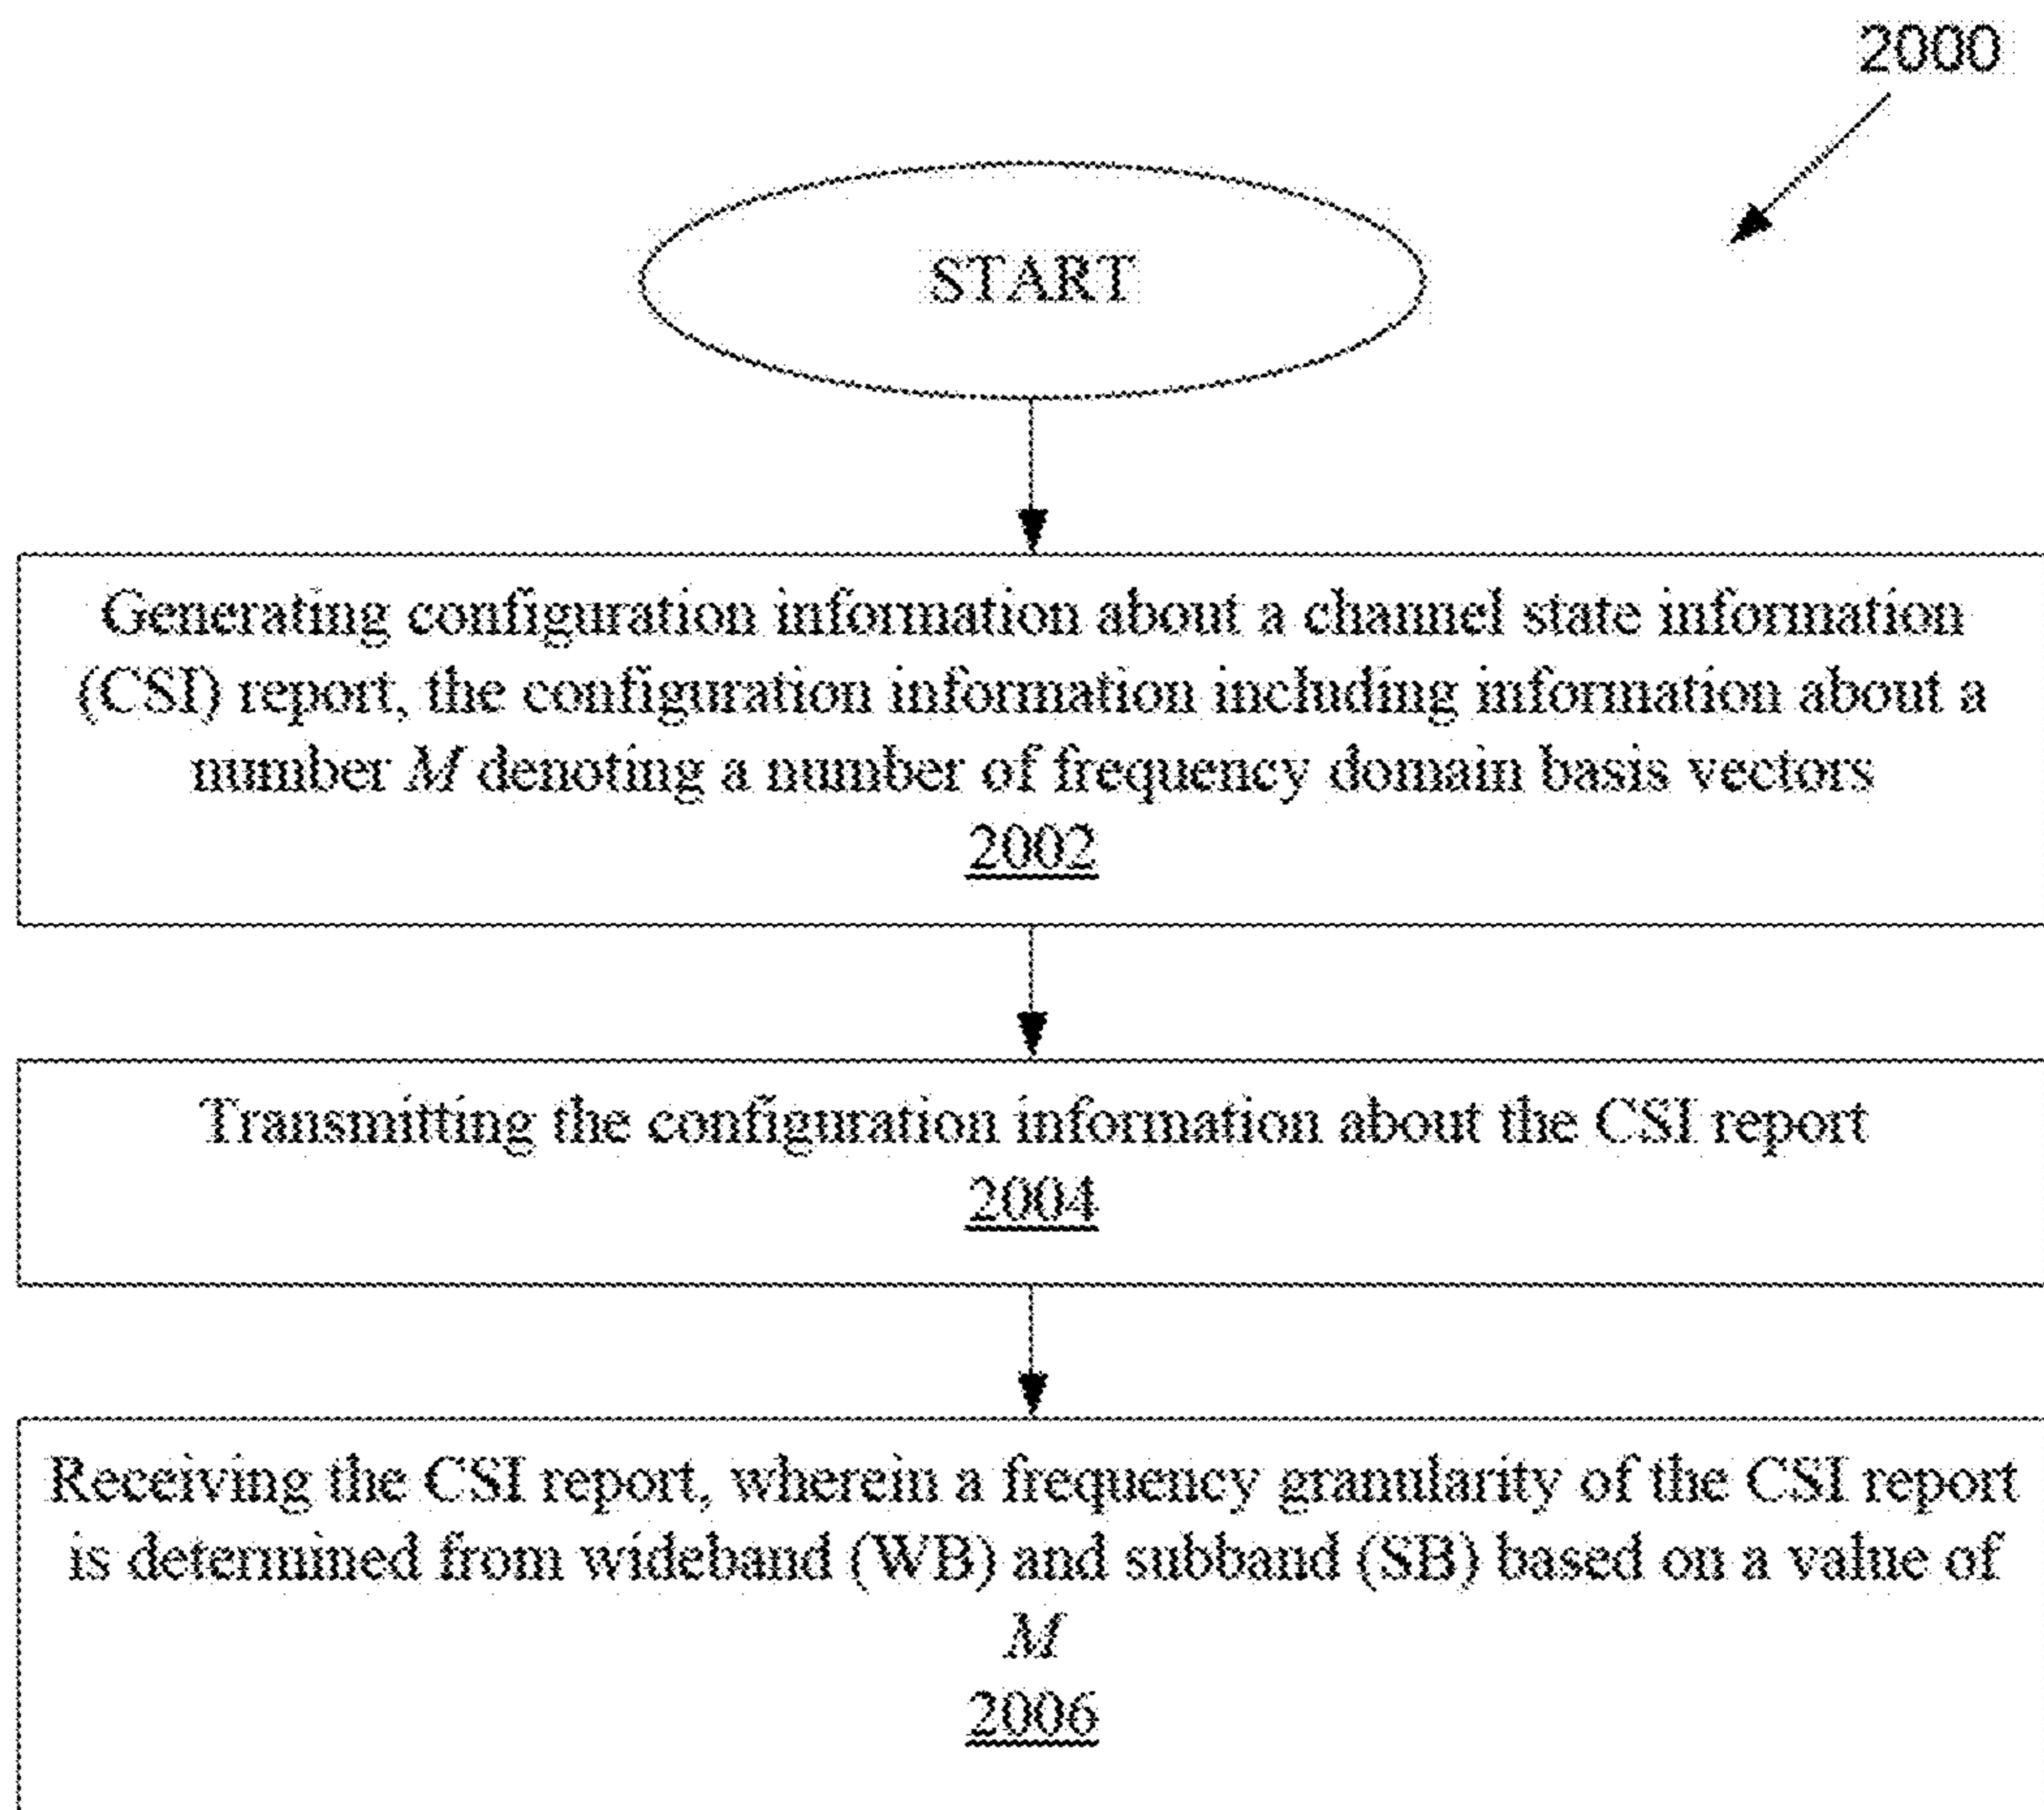 2000
START
Generating configuration information about a channel state information
(CSI) report, the configuration information including information about a
number M denoting a number of frequency domain basis vectors
2002
Transmitting the configuration information about the CSI report
2004
Receiving the CSI report, wherein a frequency granularity of the CSI report
is determined from wideband (WB) and subband (SB) based on a value of
M
2006